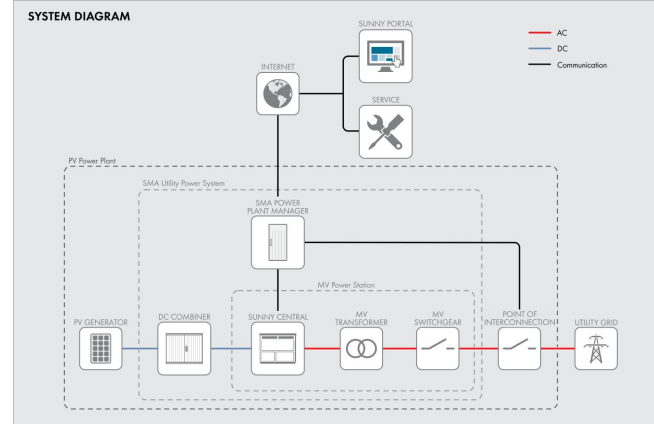 SYSTEM DIAGRAM
SUNNY PORTAL
AC
DC
Communication
INTERNET
SERVICE
PV Power Plant
SMA Utility Power System
SMA POWER
PLANT MANAGER
MV Power Station
PV GENERATOR
DC COMBINER
SUNNY CENTRAL
MV
TRANSFORMER
MV
SWITCHGEAR
POINT OF
INTERCONNECTION
UTILITY GRID